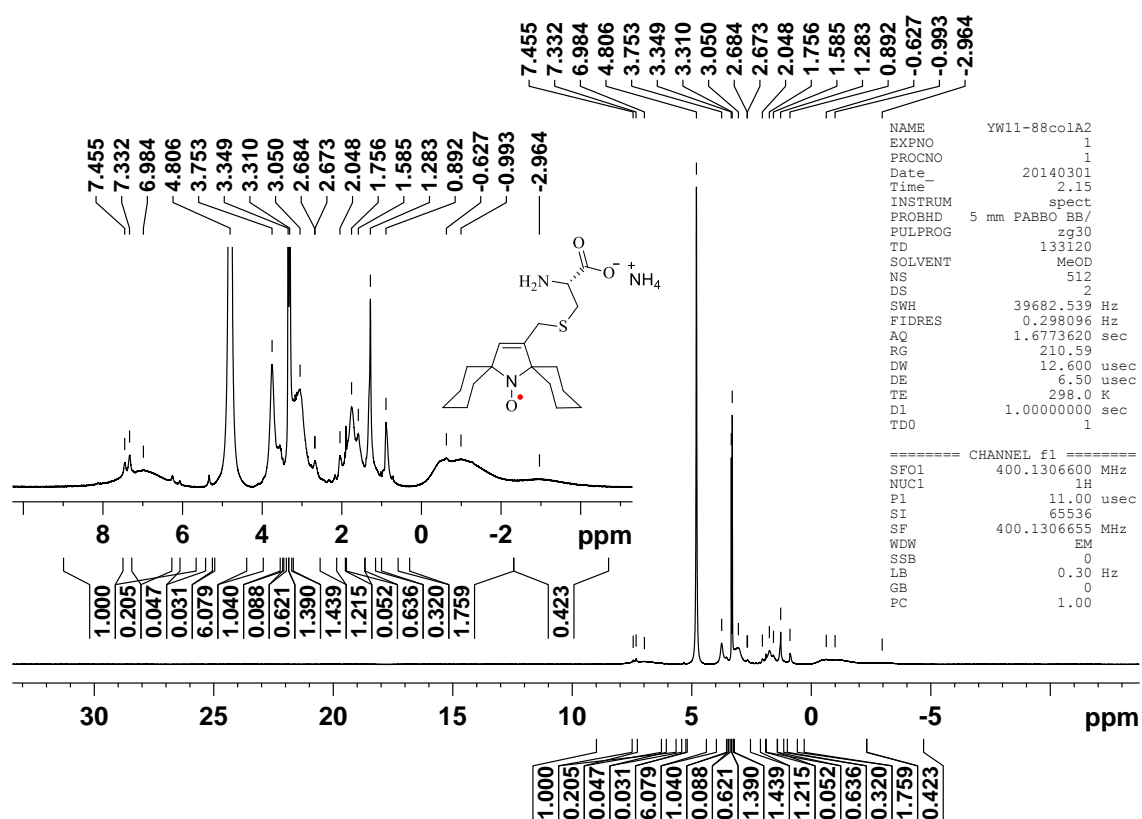 7.455
7.332
6.984
4.806
3.753
3.349
3.310
3.050
2.684
2.673
2.048
1.756
1.585
1.283
0.892
-0.627
-0.993
-2.964
7.455
7.332
6.984
4.806
3.753
3.349
3.310
3.050
2.684
2.673
2.048
1.756
1.585
1.283
0.892
-0.627
-0.993
-2.964
NAME YW11-88colA2
EXPNO 1
PROCNO 1
Date_ 20140301
Time 2.15
INSTRUM spect
PROBHD 5 mm PABBO BB/
PULPROG zg30
TD 133120
SOLVENT MeOD
NS 512
DS 2
SWH 39682.539 Hz
FIDRES 0.298096 Hz
AQ 1.6773620 sec
RG 210.59
DW 12.600 usec
DE 6.50 usec
TE 298.0 K
D1 1.00000000 sec
TD0 1
======== CHANNEL f1 ========
SFO1 400.1306600 MHz
NUC1 1H
P1 11.00 usec
SI 65536
SF 400.1306655 MHz
WDW EM
SSB 0
LB 0.30 Hz
GB 0
PC 1.00
O
O⁻
⁺NH₄
H₂N
S
N
O•
8 6 4 2 0 -2 ppm
1.000
0.205
0.047
0.031
6.079
1.040
0.088
0.621
1.390
1.439
1.215
0.052
0.636
0.320
1.759
0.423
30 25 20 15 10 5 0 -5 ppm
1.000
0.205
0.047
0.031
6.079
1.040
0.088
0.621
1.390
1.439
1.215
0.052
0.636
0.320
1.759
0.423